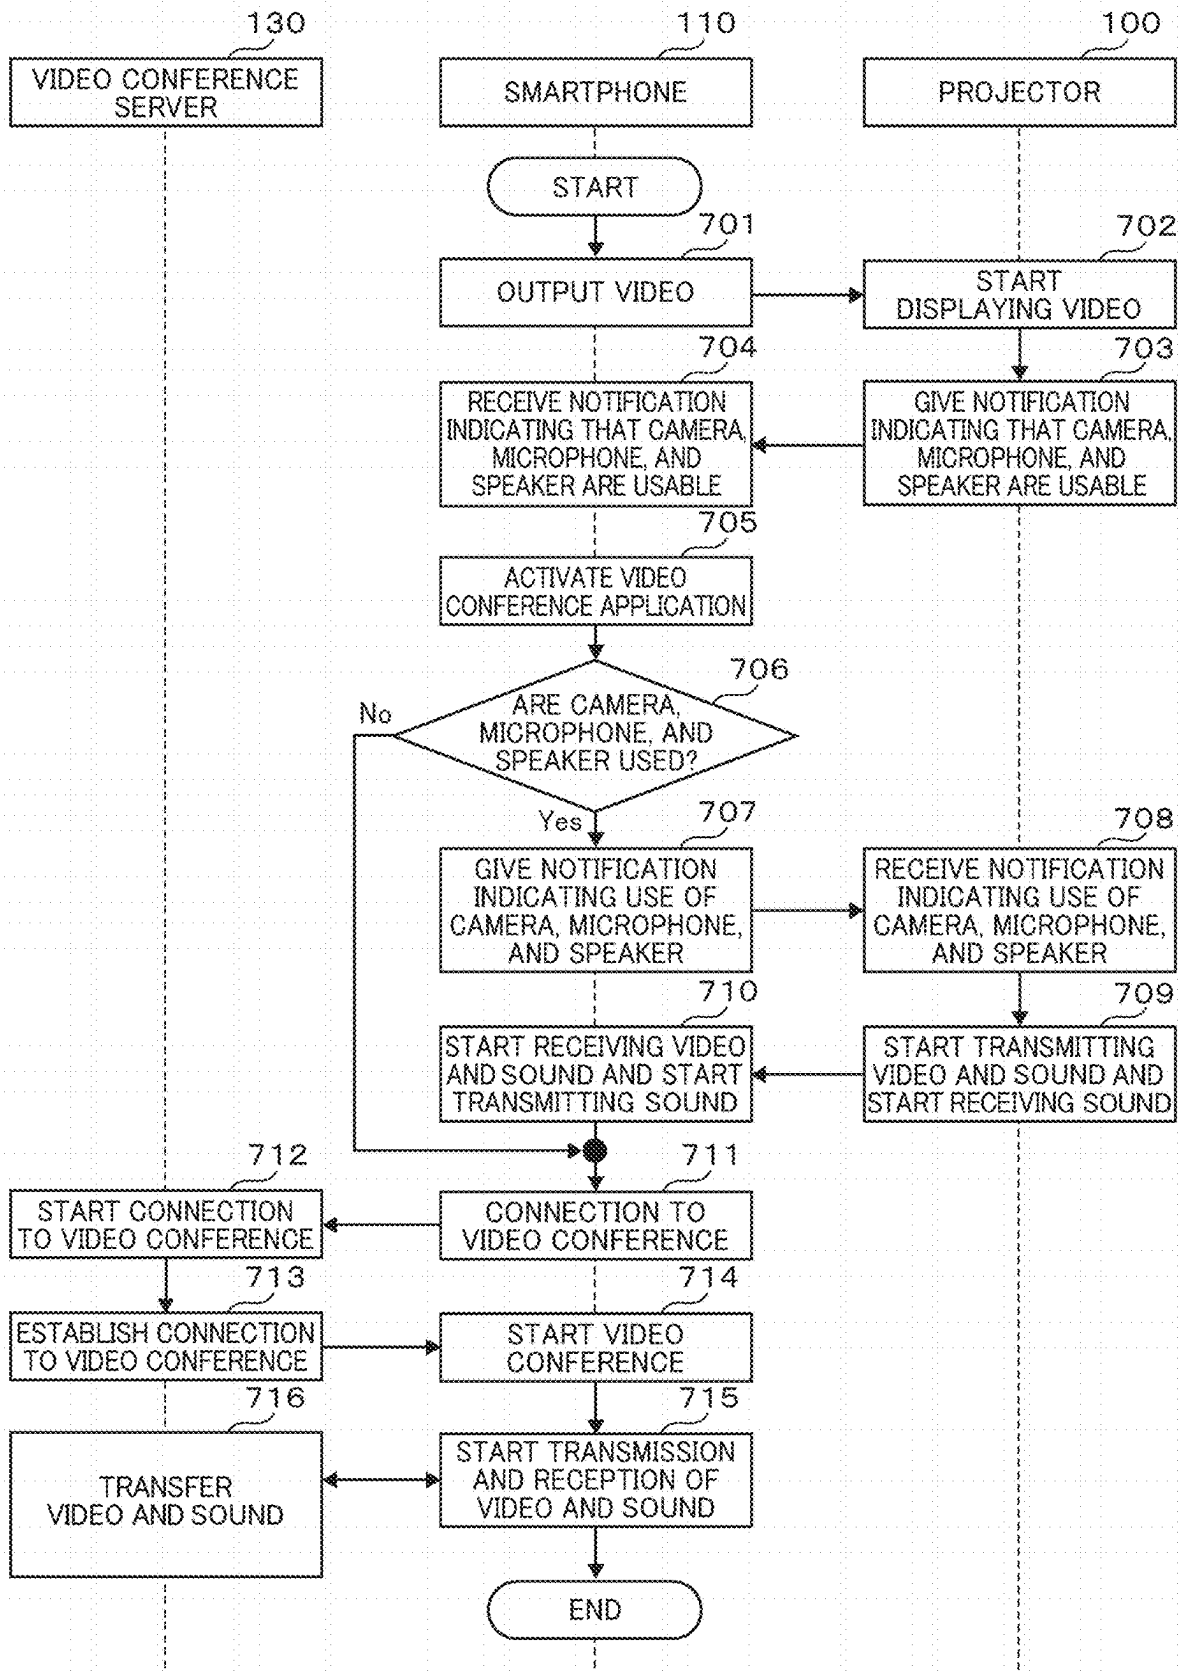 130
VIDEO CONFERENCE
SERVER
110
SMARTPHONE
100
PROJECTOR
START
701
OUTPUT VIDEO
702
START
DISPLAYING VIDEO
703
GIVE NOTIFICATION
INDICATING THAT CAMERA,
MICROPHONE, AND
SPEAKER ARE USABLE
704
RECEIVE NOTIFICATION
INDICATING THAT CAMERA,
MICROPHONE, AND
SPEAKER ARE USABLE
705
ACTIVATE VIDEO
CONFERENCE APPLICATION
706
ARE CAMERA,
MICROPHONE, AND
SPEAKER USED?
No
Yes
707
GIVE NOTIFICATION
INDICATING USE OF
CAMERA, MICROPHONE,
AND SPEAKER
708
RECEIVE NOTIFICATION
INDICATING USE OF
CAMERA, MICROPHONE,
AND SPEAKER
709
START TRANSMITTING
VIDEO AND SOUND AND
START RECEIVING SOUND
710
START RECEIVING VIDEO
AND SOUND AND START
TRANSMITTING SOUND
711
CONNECTION TO
VIDEO CONFERENCE
712
START CONNECTION
TO VIDEO CONFERENCE
713
ESTABLISH CONNECTION
TO VIDEO CONFERENCE
714
START VIDEO
CONFERENCE
715
START TRANSMISSION
AND RECEPTION OF
VIDEO AND SOUND
716
TRANSFER
VIDEO AND SOUND
END